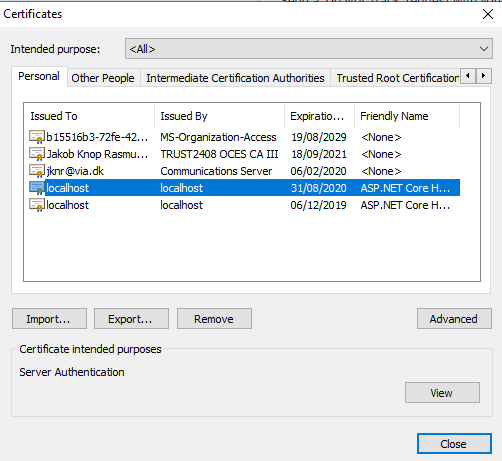 Certificates
Intended purpose: <All>
Personal Other People Intermediate Certification Authorities Trusted Root Certification
Issued To Issued By Expiratio... Friendly Name
b15516b3-72fe-42... MS-Organization-Access 19/08/2029 <None>
Jakob Knop Rasmu... TRUST2408 OCES CA III 18/09/2021 <None>
jknr@via.dk Communications Server 06/02/2020 <None>
localhost localhost 31/08/2020 ASP.NET Core H...
localhost localhost 06/12/2019 ASP.NET Core H...
Import... Export... Remove Advanced
Certificate intended purposes
Server Authentication
View
Close